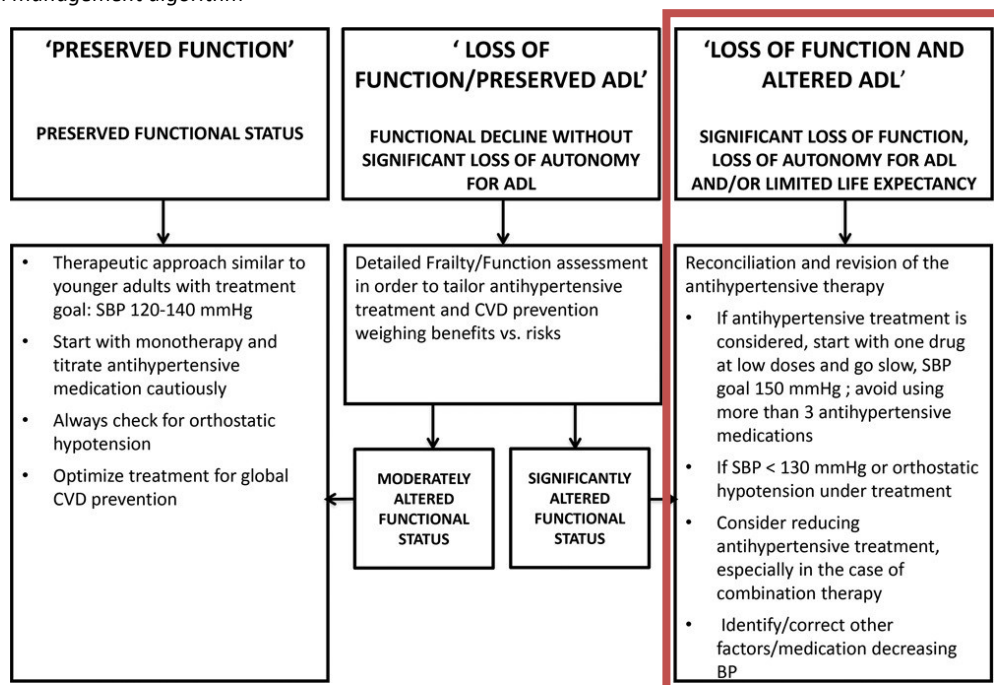 management algorithm
'PRESERVED FUNCTION'
PRESERVED FUNCTIONAL STATUS
' LOSS OF
FUNCTION/PRESERVED ADL'
FUNCTIONAL DECLINE WITHOUT
SIGNIFICANT LOSS OF AUTONOMY
FOR ADL
'LOSS OF FUNCTION AND
ALTERED ADL'
SIGNIFICANT LOSS OF FUNCTION,
LOSS OF AUTONOMY FOR ADL
AND/OR LIMITED LIFE EXPECTANCY
• Therapeutic approach similar to
younger adults with treatment
goal: SBP 120-140 mmHg
• Start with monotherapy and
titrate antihypertensive
medication cautiously
• Always check for orthostatic
hypotension
• Optimize treatment for global
CVD prevention
Detailed Frailty/Function assessment
in order to tailor antihypertensive
treatment and CVD prevention
weighing benefits vs. risks
MODERATELY
ALTERED
FUNCTIONAL
STATUS
SIGNIFICANTLY
ALTERED
FUNCTIONAL
STATUS
Reconciliation and revision of the
antihypertensive therapy
• If antihypertensive treatment is
considered, start with one drug
at low doses and go slow, SBP
goal 150 mmHg ; avoid using
more than 3 antihypertensive
medications
• If SBP < 130 mmHg or orthostatic
hypotension under treatment
• Consider reducing
antihypertensive treatment,
especially in the case of
combination therapy
• Identify/correct other
factors/medication decreasing
BP